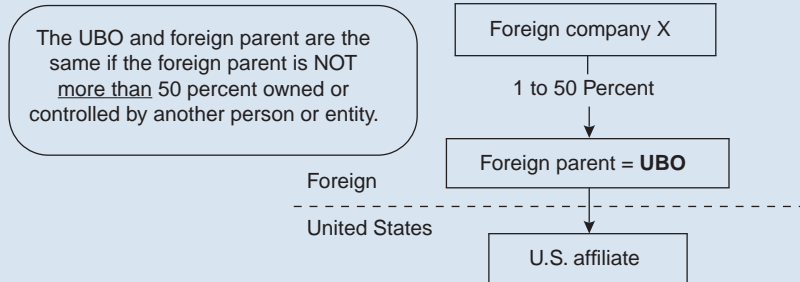 The UBO and foreign parent are the
same if the foreign parent is NOT
more than 50 percent owned or
controlled by another person or entity.
Foreign company X
1 to 50 Percent
Foreign parent = UBO
Foreign
United States
U.S. affiliate